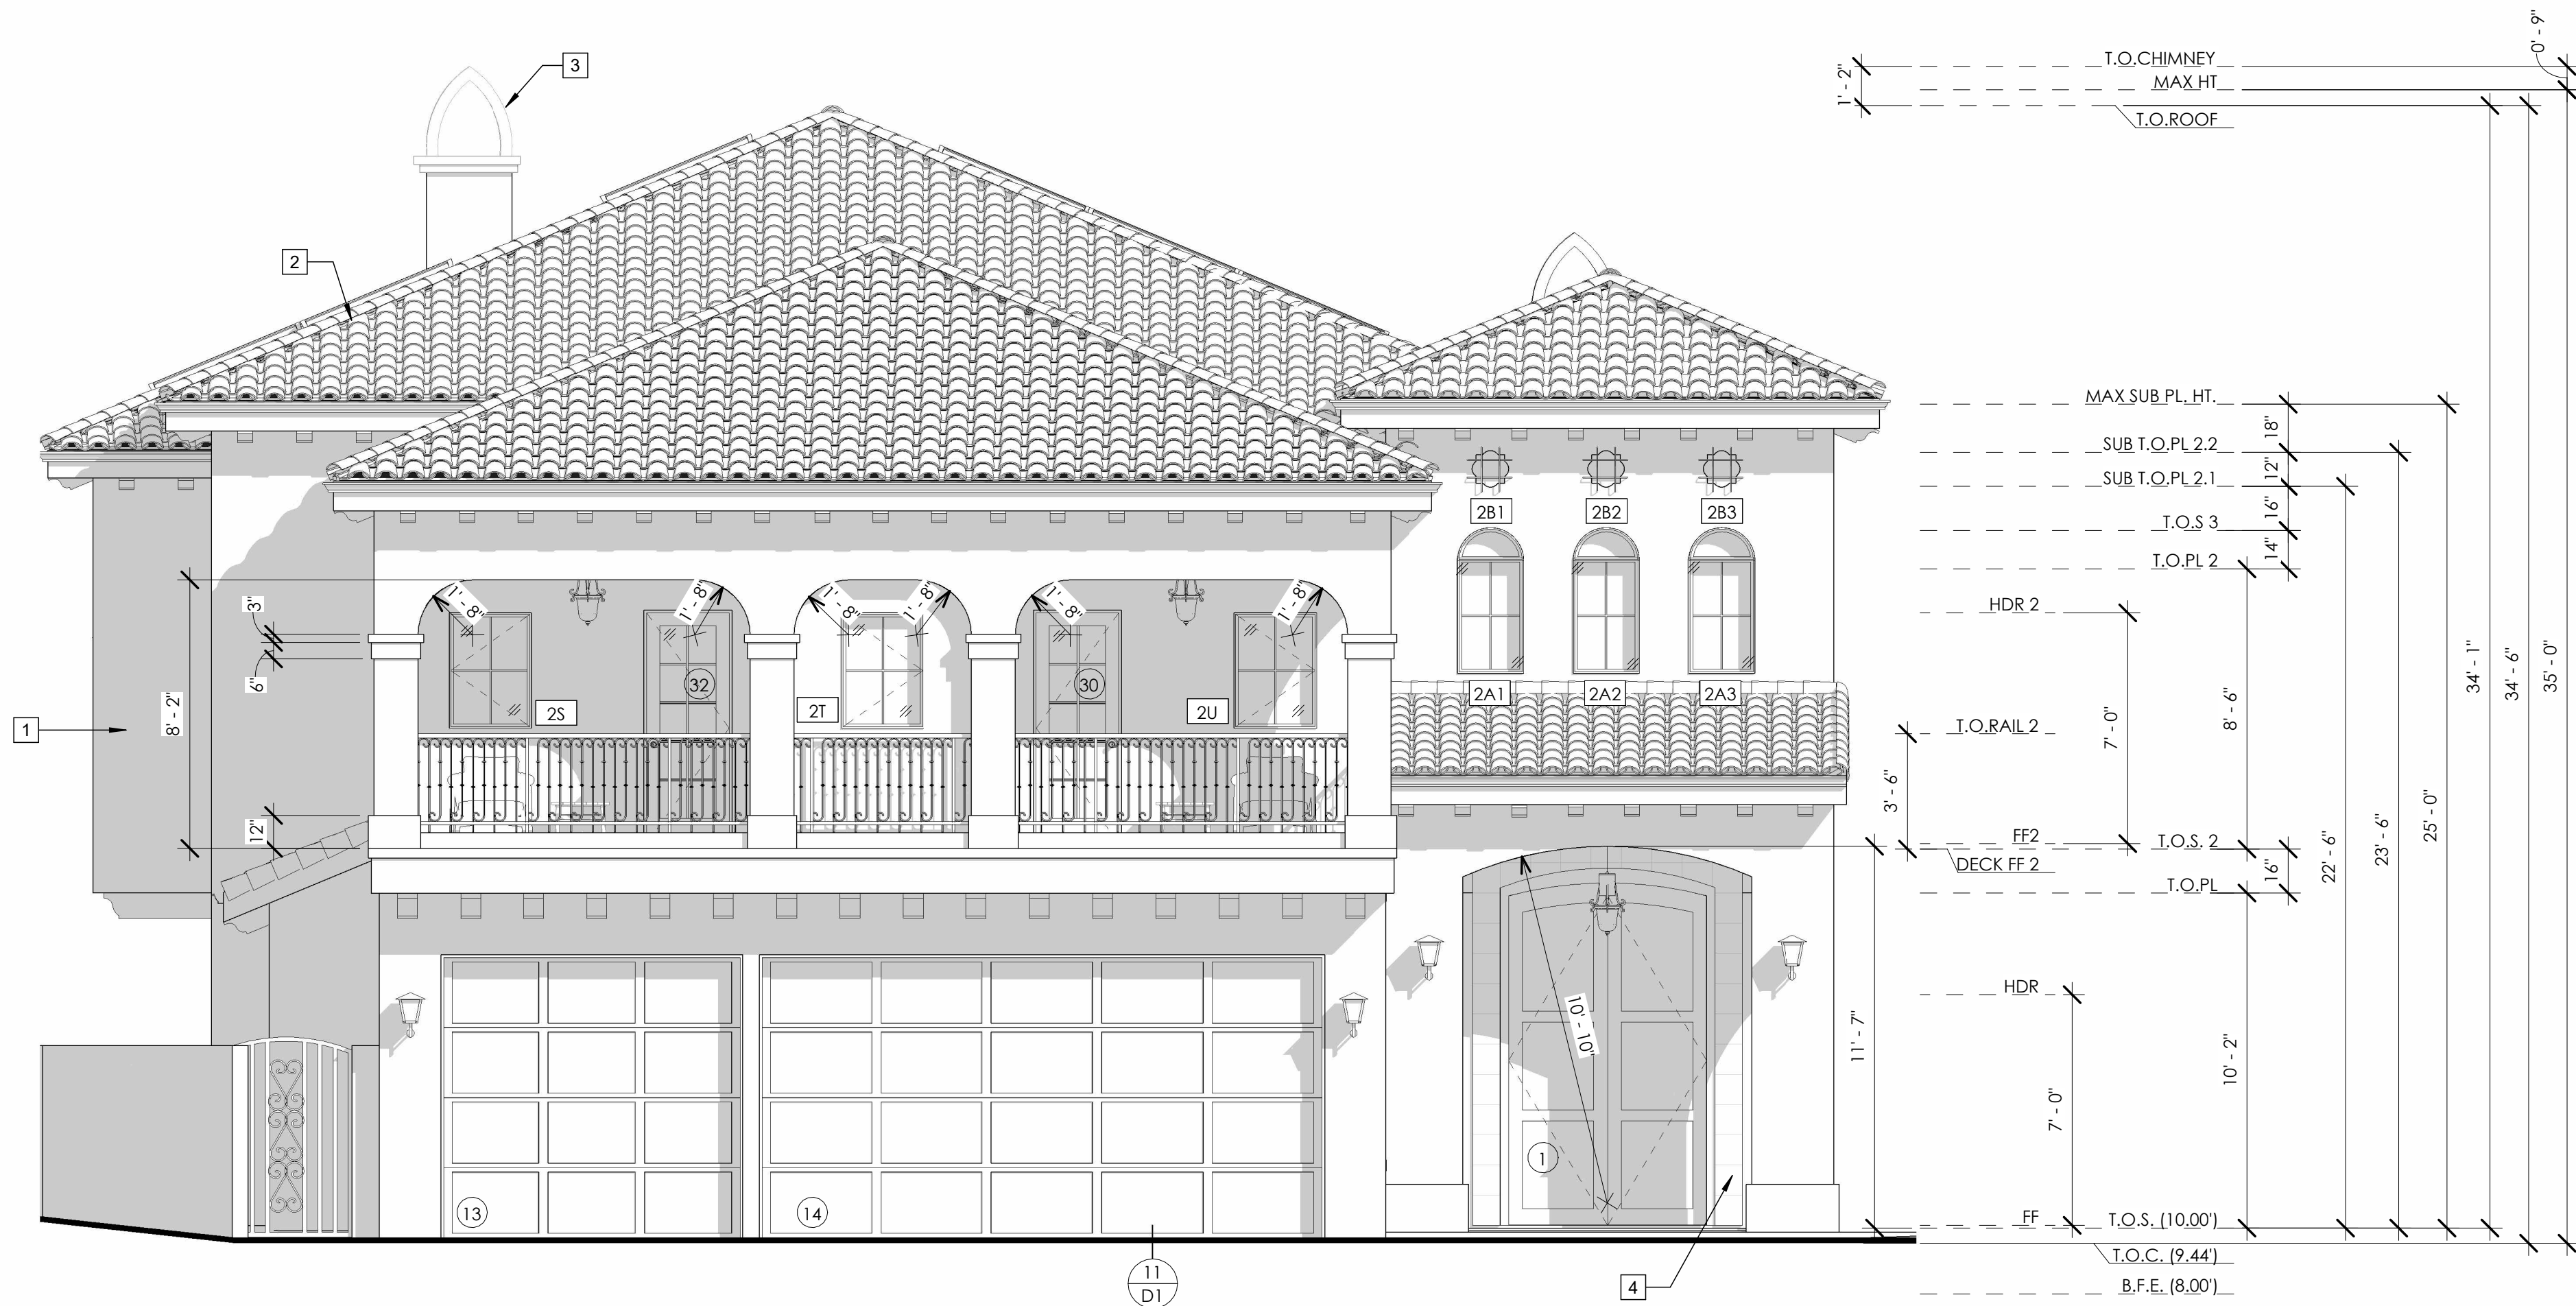 3
T.O.CHIMNEY
MAX HT
T.O.ROOF
1' - 2"
0' - 9"
2
MAX SUB PL. HT.
18"
SUB T.O.PL 2.2
12"
SUB T.O.PL 2.1
16"
T.O.S 3
14"
T.O.PL 2
2B1
2B2
2B3
HDR 2
3"
6"
8' - 2"
12"
1' - 8"
1' - 8"
1' - 8"
1' - 8"
1' - 8"
1' - 8"
32
30
2S
2T
2U
2A1
2A2
2A3
1
T.O.RAIL 2
3' - 6"
7' - 0"
8' - 6"
34' - 1"
34' - 6"
35' - 0"
22' - 6"
23' - 6"
25' - 0"
FF2
T.O.S. 2
DECK FF 2
16"
T.O.PL
HDR
10' - 10"
11' - 7"
7' - 0"
10' - 2"
1
13
14
FF
T.O.S. (10.00')
T.O.C. (9.44')
B.F.E. (8.00')
11
D1
4